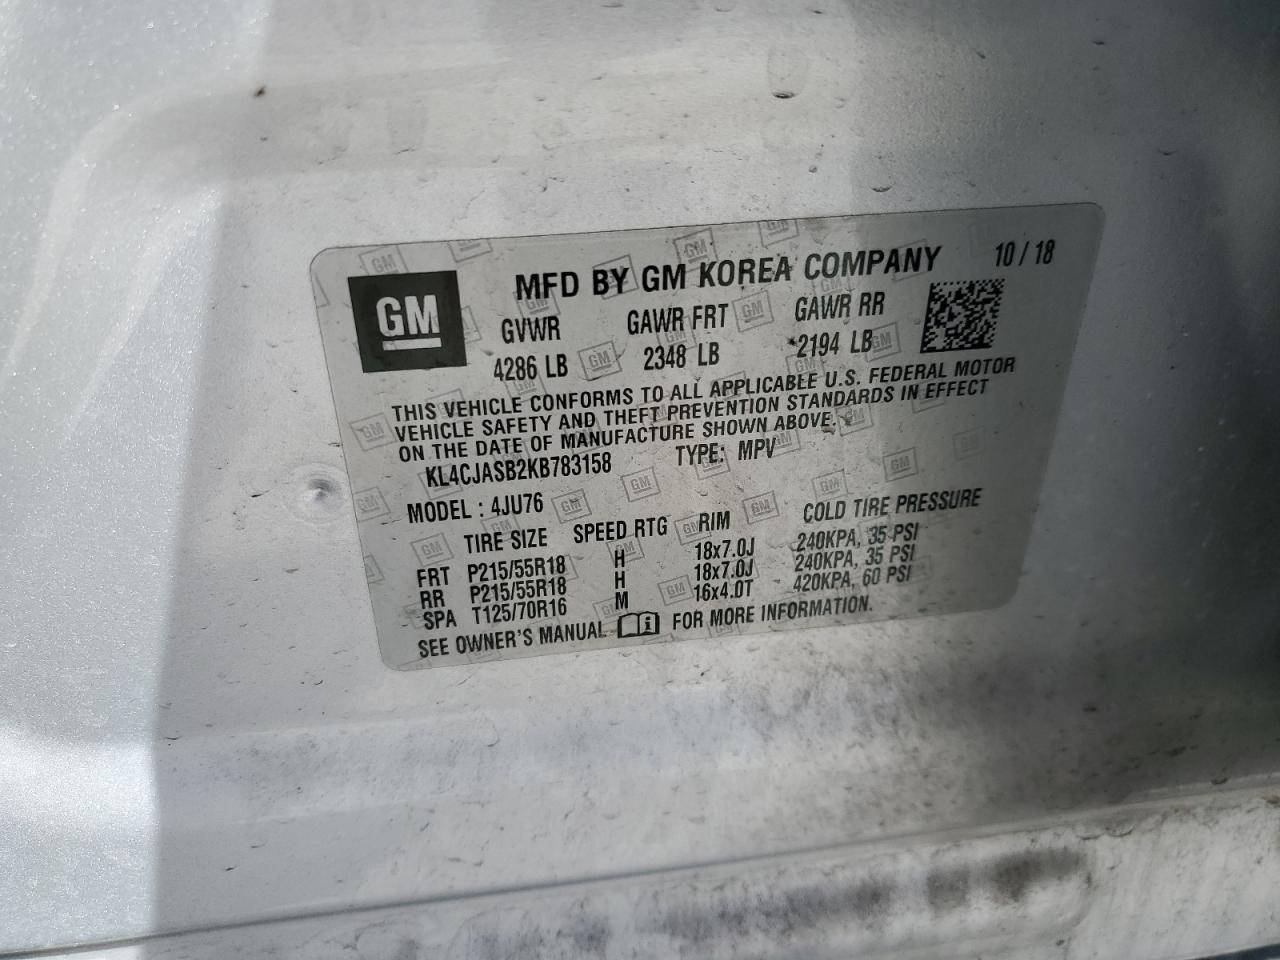 MFD BY GM KOREA COMPANY 10 / 18
GM
GVWR GAWR FRT GAWR RR
4286 LB 2348 LB 2194 LB
THIS VEHICLE CONFORMS TO ALL APPLICABLE U.S. FEDERAL MOTOR
VEHICLE SAFETY AND THEFT PREVENTION STANDARDS IN EFFECT
ON THE DATE OF MANUFACTURE SHOWN ABOVE.
KL4CJASB2KB783158 TYPE: MPV
MODEL : 4JU76
TIRE SIZE SPEED RTG RIM COLD TIRE PRESSURE
FRT P215/55R18 H 18x7.0J 240KPA, 35 PSI
RR P215/55R18 H 18x7.0J 240KPA, 35 PSI
SPA T125/70R16 M 16x4.0T 420KPA, 60 PSI
SEE OWNER'S MANUAL FOR MORE INFORMATION.